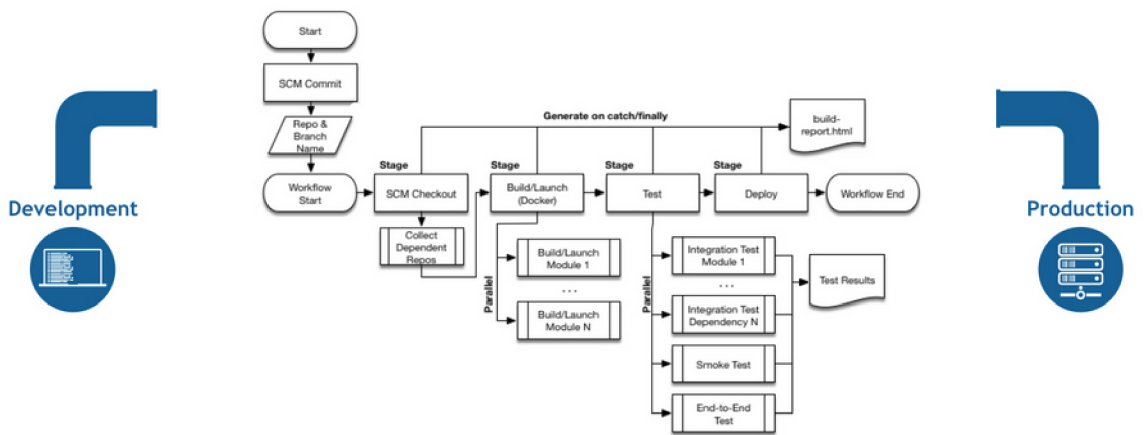 Start
SCM Commit
Repo &
Branch
Name
Workflow
Start
Generate on catch/finally
build-
report.html
Stage
SCM Checkout
Stage
Build/Launch
(Docker)
Stage
Test
Stage
Deploy
Workflow End
Development
Production
Collect
Dependent
Repos
Parallel
Build/Launch
Module 1
...
Build/Launch
Module N
Parallel
Integration Test
Module 1
...
Integration Test
Dependency N
Smoke Test
End-to-End
Test
Test Results